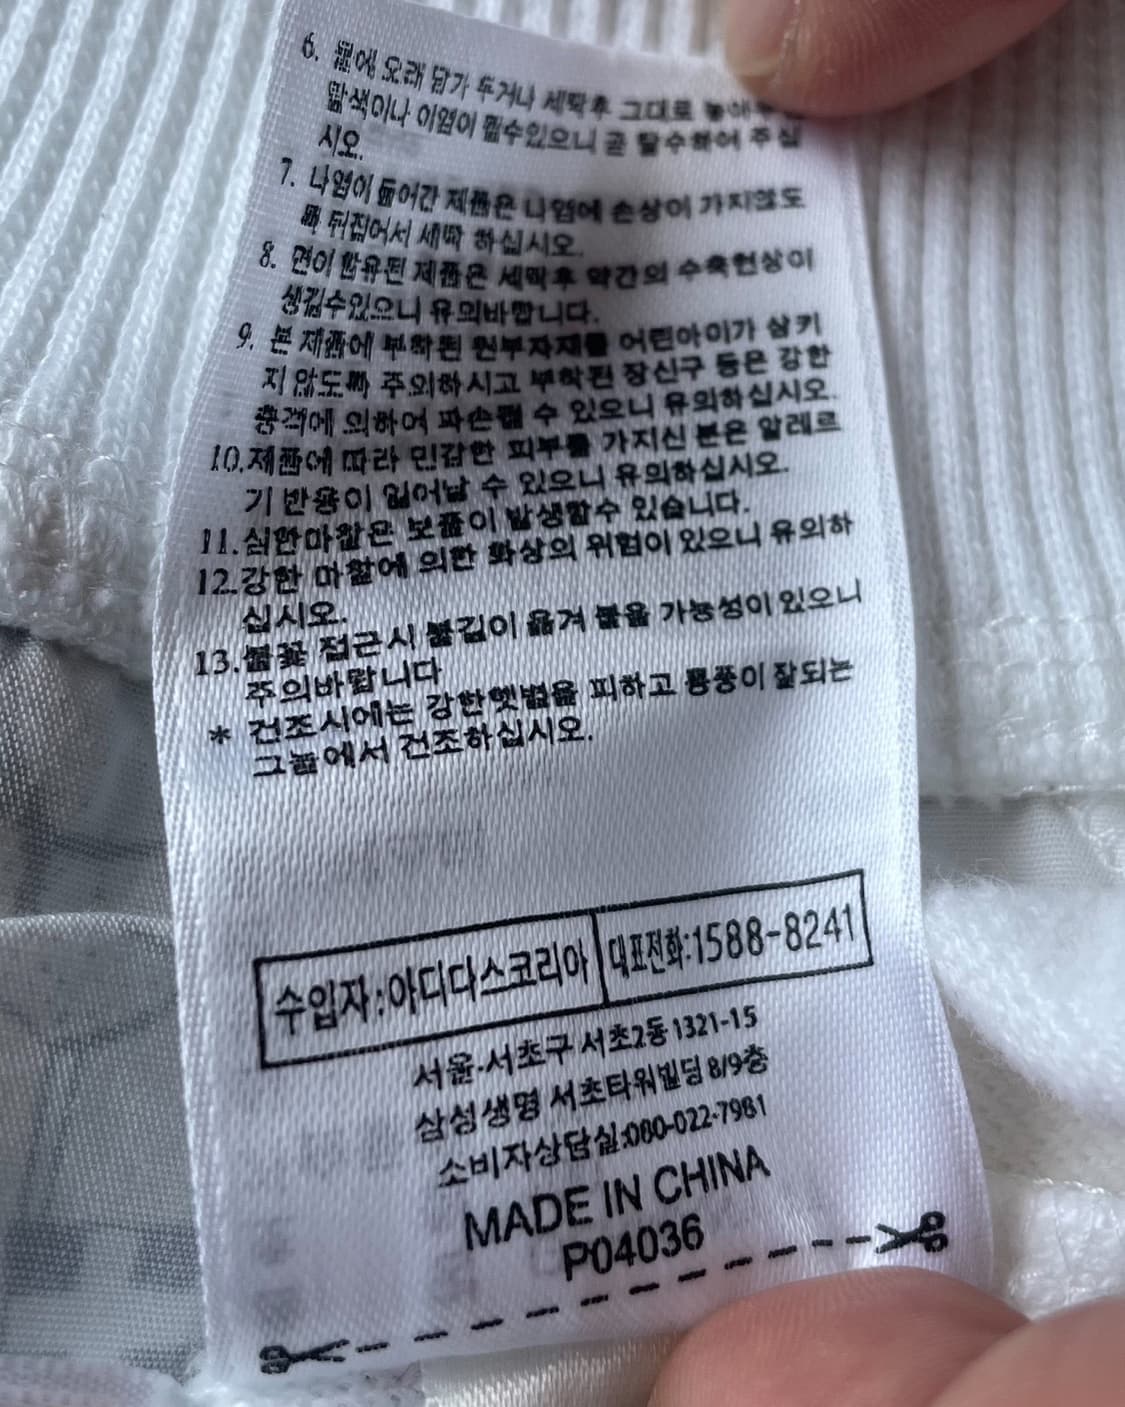 6. 물에 오래 담가 두거나 세탁후 그대로 놓아두면
탈색이나 이염이 될수있으니 곧 탈수하여 주십
시오.
7. 나염이 들어간 제품은 나염에 손상이 가지않도
록 뒤집어서 세탁 하십시오.
8. 면이 함유된 제품은 세탁후 약간의 수축현상이
생길수있으니 유의바랍니다.
9. 본 제품에 부착된 원부자재를 어린아이가 삼키
지 않도록 주의하시고 부착된 장신구 등은 강한
충격에 의하여 파손될 수 있으니 유의하십시오.
10.제품에 따라 민감한 피부를 가지신 분은 알레르
기 반응이 일어날 수 있으니 유의하십시오.
11.심한마찰은 보풀이 발생할수 있습니다.
12.강한 마찰에 의한 화상의 위험이 있으니 유의하
십시오.
13.불꽃 접근시 불길이 옮겨 붙을 가능성이 있으니
주의바랍니다
* 건조시에는 강한햇볕을 피하고 통풍이 잘되는
그늘에서 건조하십시오.
수입자:아디다스코리아 대표전화:1588-8241
서울·서초구 서초2동 1321-15
삼성생명 서초타워빌딩 8/9층
소비자상담실:080-022-7981
MADE IN CHINA
P04036